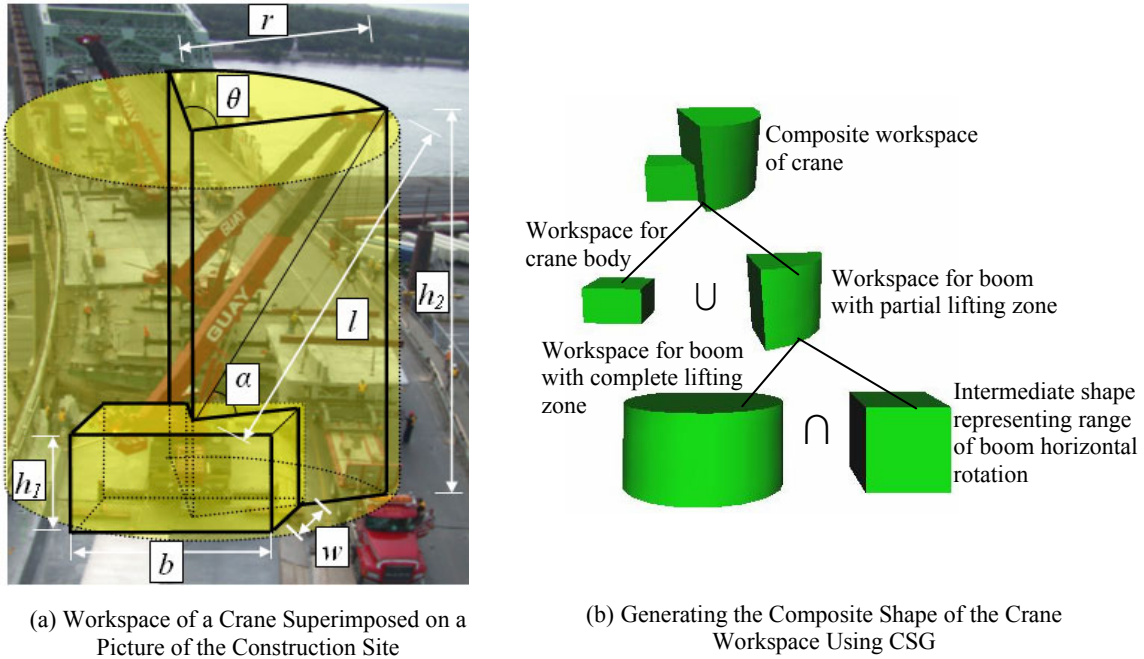 r
θ
GUAY
h2
l
GUAY
α
h1
w
b
(a) Workspace of a Crane Superimposed on a
Picture of the Construction Site
Composite workspace
of crane
Workspace for
crane body
∪
Workspace for boom
with partial lifting zone
Workspace for boom
with complete lifting
zone
∩
Intermediate shape
representing range
of boom horizontal
rotation
(b) Generating the Composite Shape of the Crane
Workspace Using CSG